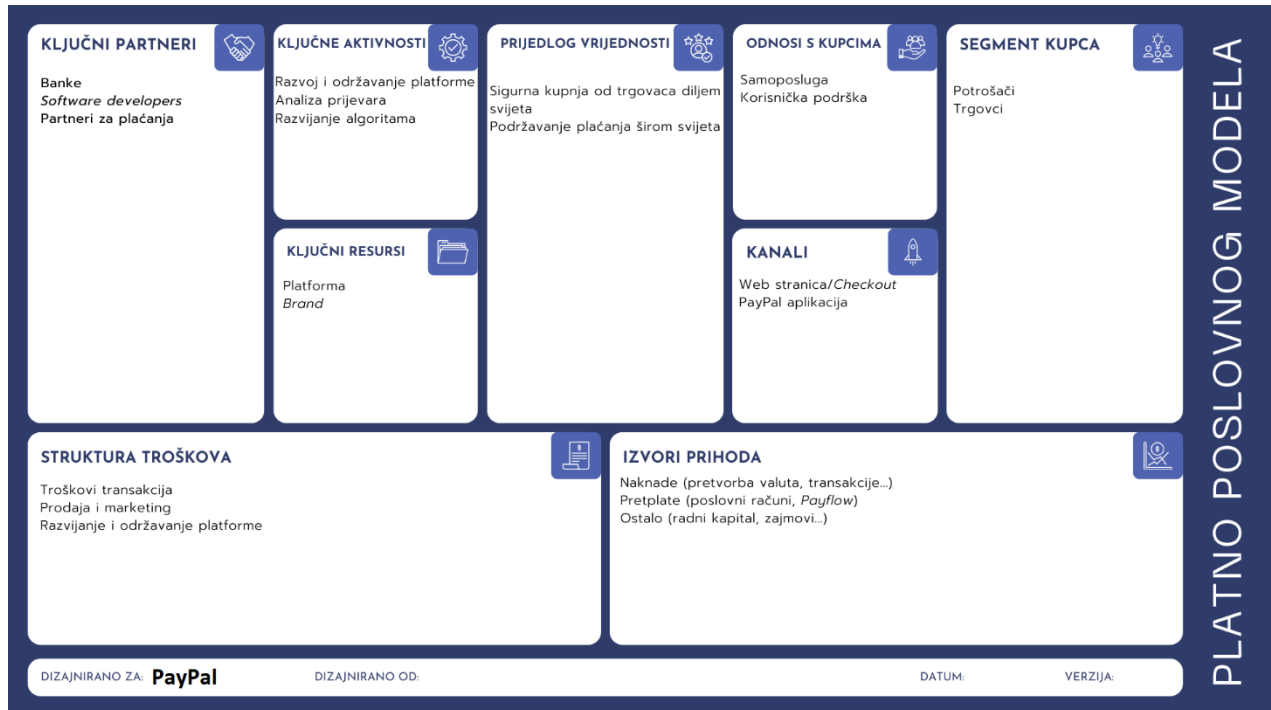 KLJUČNI PARTNERI
Banke
Software developers
Partneri za plaćanja
KLJUČNE AKTIVNOSTI
Razvoj i održavanje platforme
Analiza prijevara
Razvijanje algoritama
KLJUČNI RESURSI
Platforma
Brand
PRIJEDLOG VRIJEDNOSTI
Sigurna kupnja od trgovaca diljem
svijeta
Podržavanje plaćanja širom svijeta
ODNOSI S KUPCIMA
Samoposluga
Korisnička podrška
KANALI
Web stranica/Checkout
PayPal aplikacija
SEGMENT KUPCA
Potrošači
Trgovci
STRUKTURA TROŠKOVA
Troškovi transakcija
Prodaja i marketing
Razvijanje i održavanje platforme
IZVORI PRIHODA
Naknade (pretvorba valuta, transakcije...)
Pretplate (poslovni računi, Payflow)
Ostalo (radni kapital, zajmovi...)
DIZAJNIRANO ZA: PayPal
DIZAJNIRANO OD:
DATUM:
VERZIJA:
PLATNO POSLOVNOG MODELA